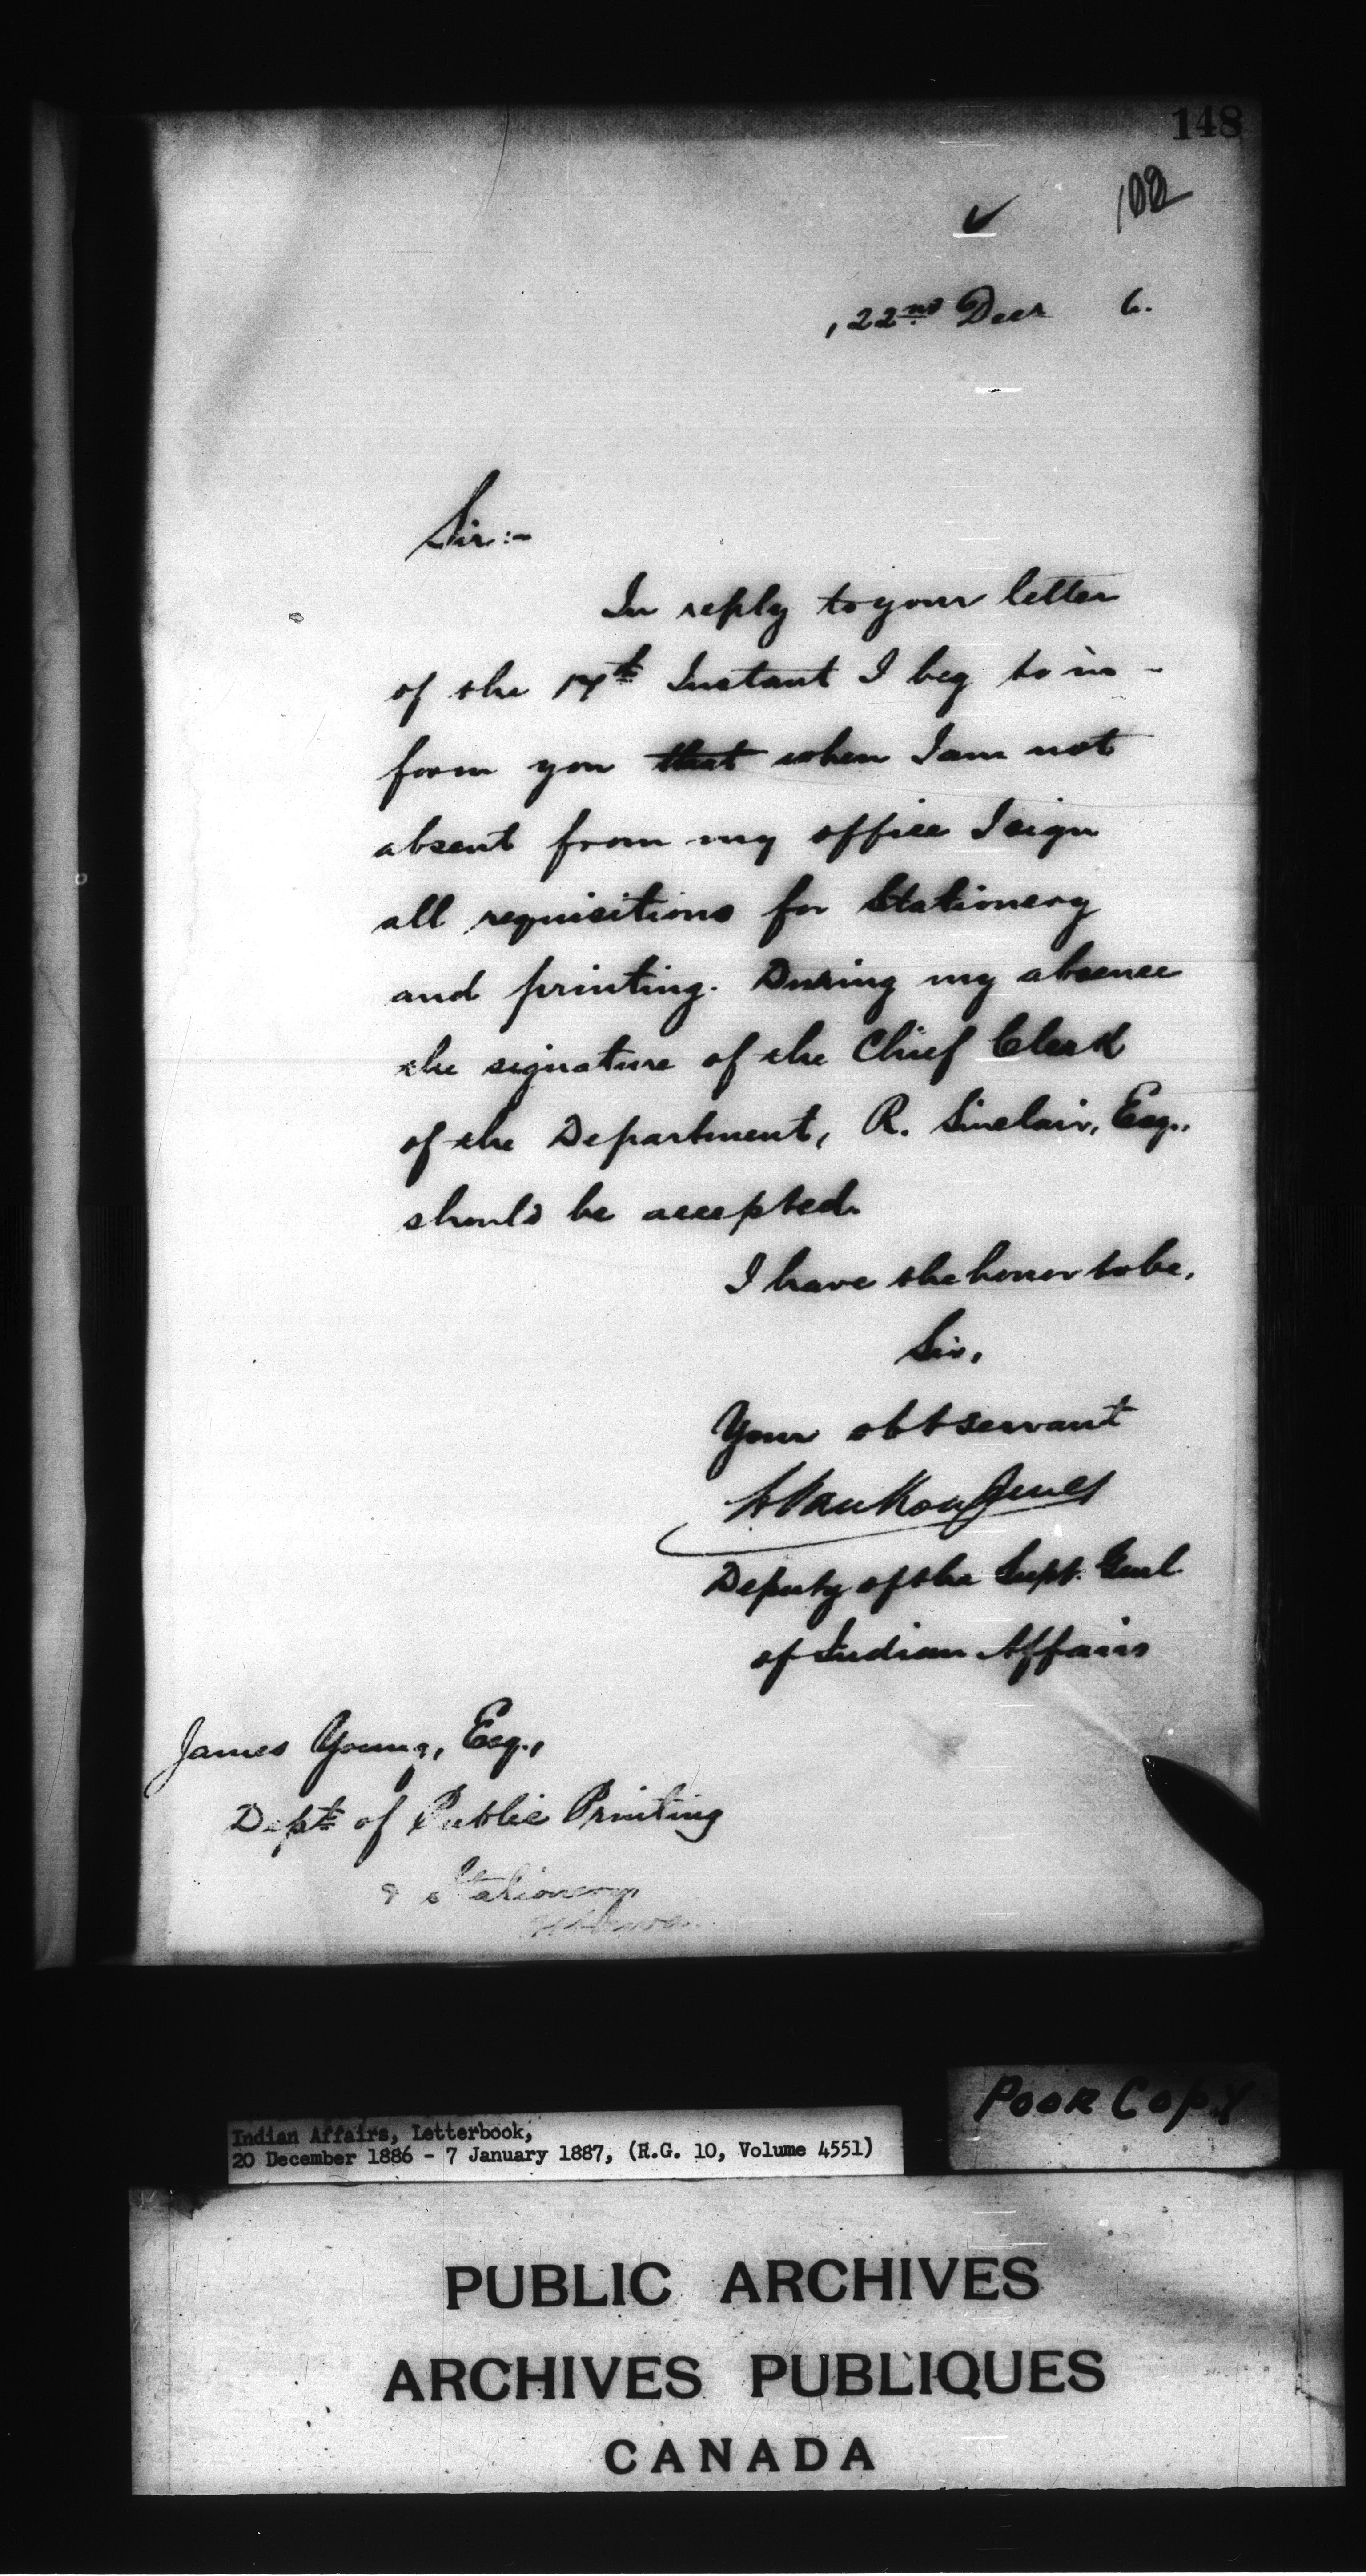 148
100
, 22nd Decr 6.
Sir:-
In reply to your letter
of the 17th Instant I beg to in-
form you that when I am not
absent from my office I sign
all requisitions for Stationery
and printing. During my absence
the signature of the Chief Clerk
of the Department, R. Sinclair, Esq.,
should be accepted.
I have the honor to be,
Sir,
Your obt servant
L VanKoughnet
Deputy of the Supt. Genl
of Indian Affairs
James Young, Esq.,
Dept of Public Printing
& Stationery
Ottawa
POOR COPY
Indian Affairs, Letterbook,
20 December 1886 - 7 January 1887, (R.G. 10, Volume 4551)
PUBLIC ARCHIVES
ARCHIVES PUBLIQUES
CANADA